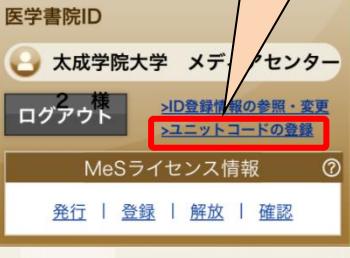 医学書院ID
太成学院大学 メディアセンター
2 様
ログアウト
>ID登録情報の参照・変更
>ユニットコードの登録
MeSライセンス情報 ?
発行 | 登録 | 解放 | 確認